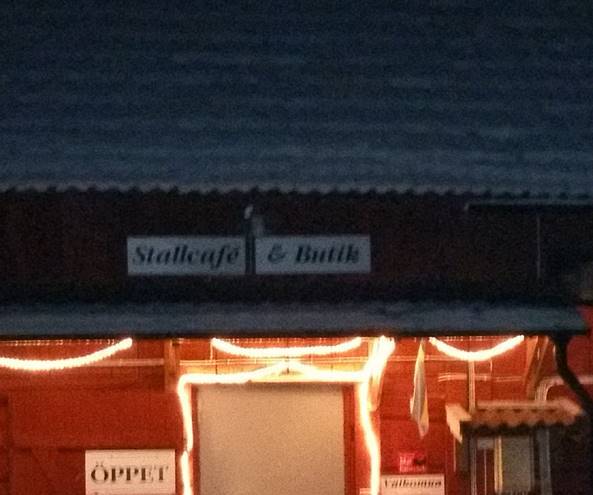 Stallcafé & Butik
ÖPPET
Välkomna